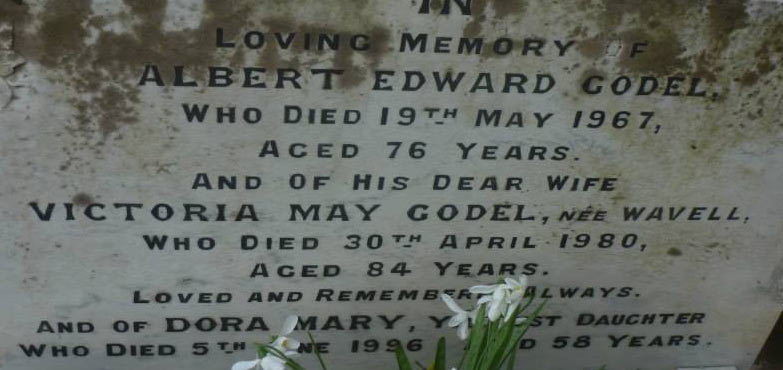 IN
LOVING MEMORY OF
ALBERT EDWARD GODEL,
WHO DIED 19TH MAY 1967,
AGED 76 YEARS.
AND OF HIS DEAR WIFE
VICTORIA MAY GODEL, NÉE WAVELL,
WHO DIED 30TH APRIL 1980,
AGED 84 YEARS.
LOVED AND REMEMBERED ALWAYS.
AND OF DORA MARY, DAUGHTER
WHO DIED 5TH 1996 58 YEARS.